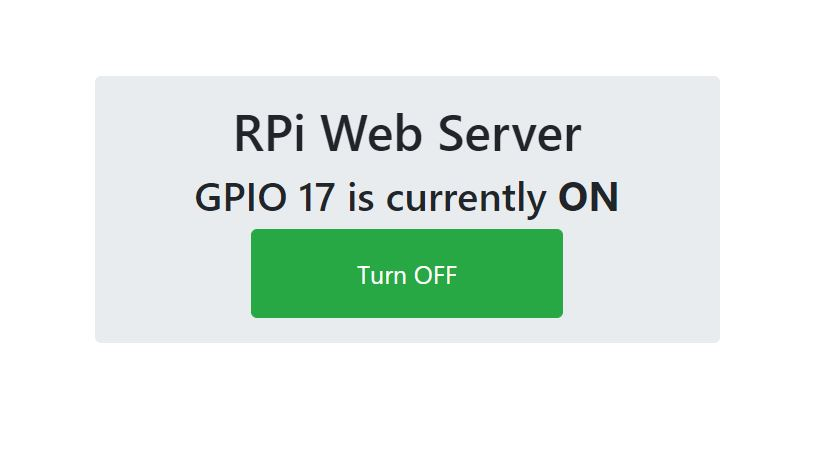 RPi Web Server
GPIO 17 is currently ON
Turn OFF